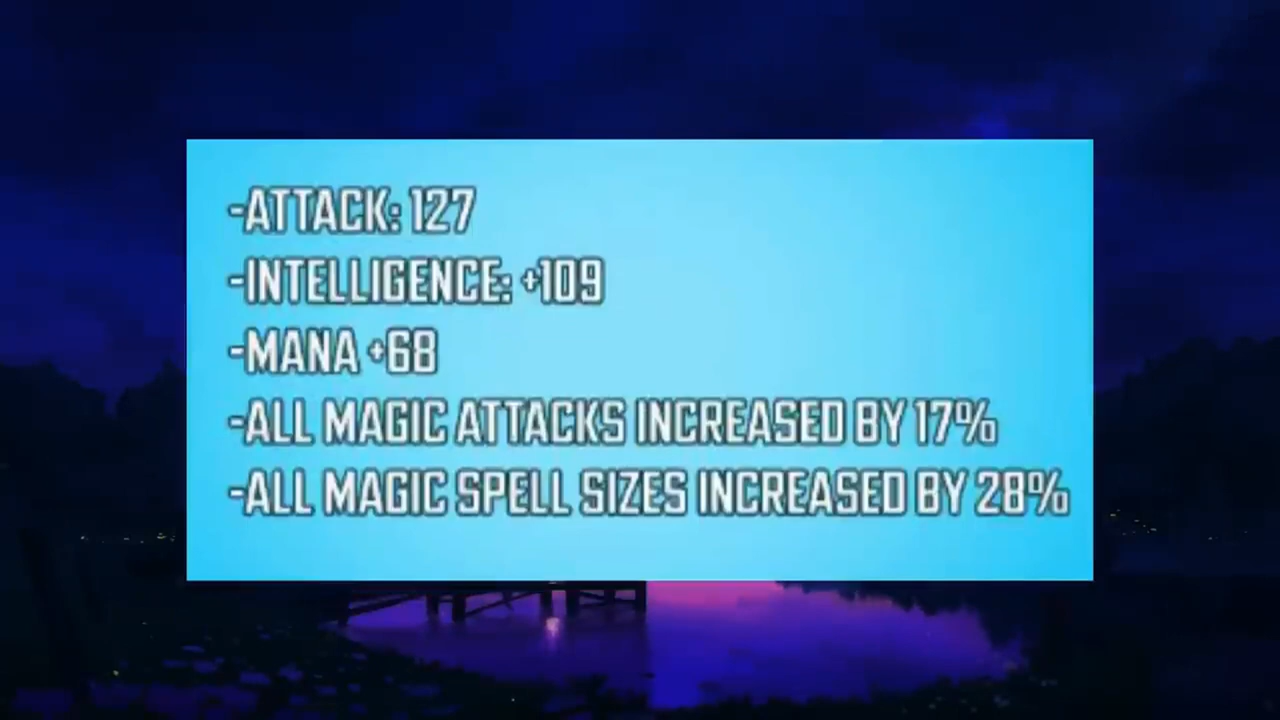 -ATTACK: 127
-INTELLIGENCE: +109
-MANA +68
-ALL MAGIC ATTACKS INCREASED BY 17%
-ALL MAGIC SPELL SIZES INCREASED BY 28%